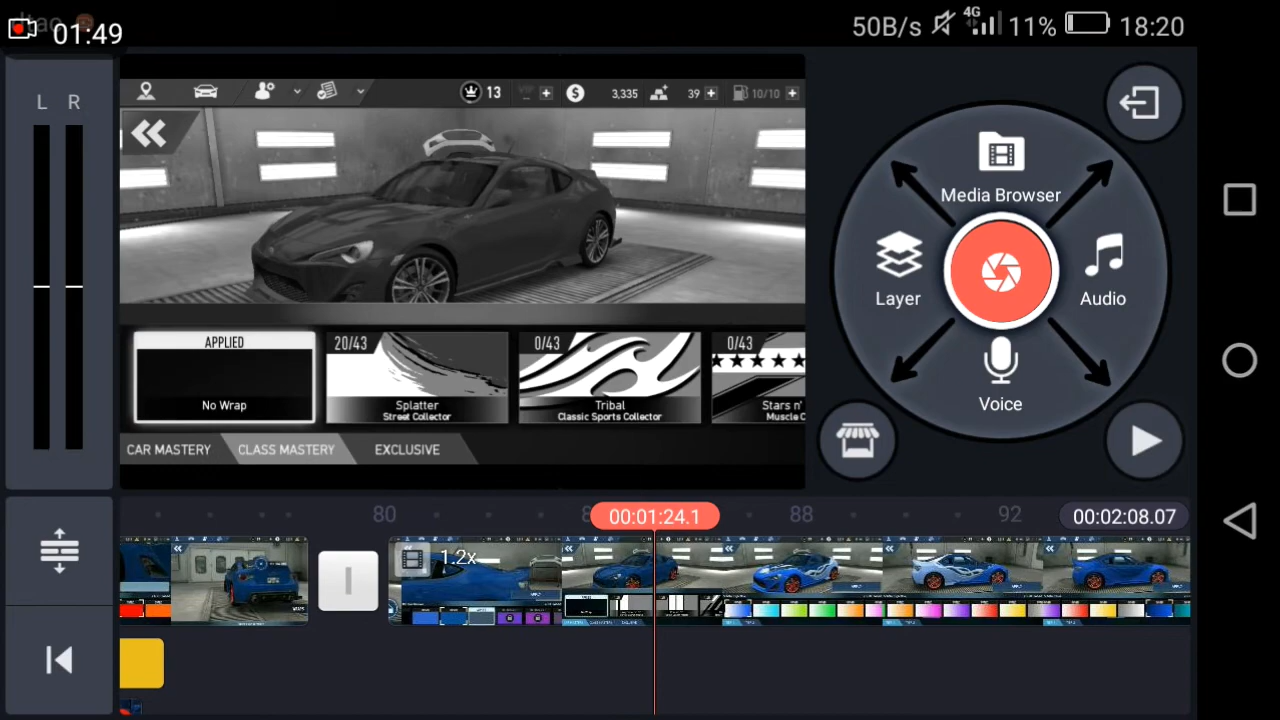 01:49
50B/s 4G 11% 18:20
L R
13
3,335
39
10/10
Media Browser
Layer
Audio
Voice
APPLIED
No Wrap
20/43
Splatter
Street Collector
0/43
Tribal
Classic Sports Collector
0/43
Stars n'
Muscle C
CAR MASTERY CLASS MASTERY EXCLUSIVE
80 00:01:24.1 88 92 00:02:08.07
1.2x